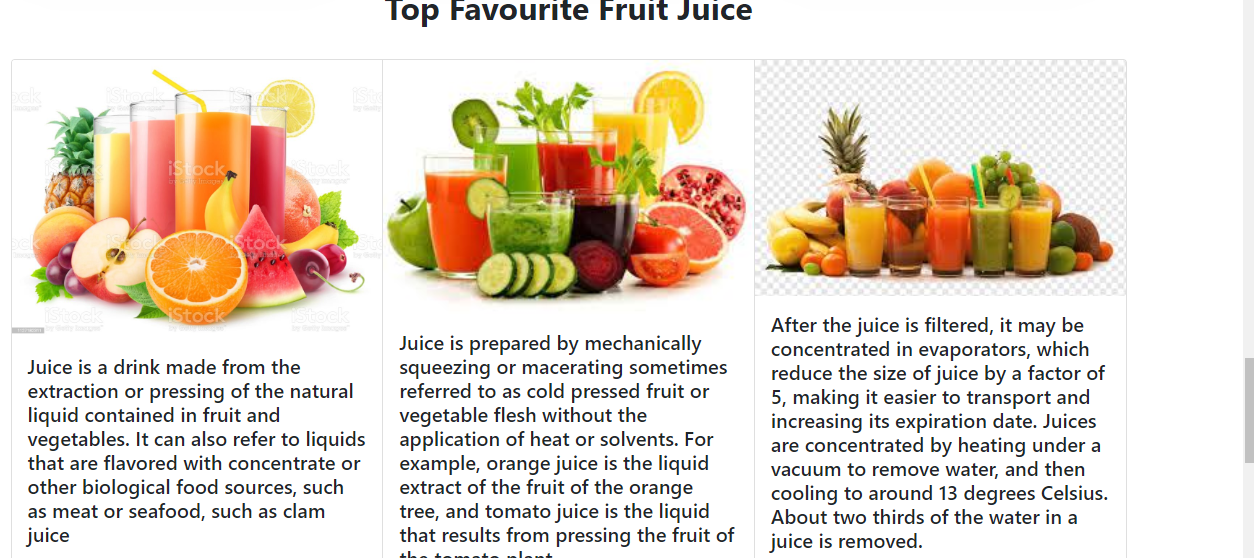 Top Favourite Fruit Juice
iStock
iStock
iStock
iStock
Juice is a drink made from the
extraction or pressing of the natural
liquid contained in fruit and
vegetables. It can also refer to liquids
that are flavored with concentrate or
other biological food sources, such
as meat or seafood, such as clam
juice
Juice is prepared by mechanically
squeezing or macerating sometimes
referred to as cold pressed fruit or
vegetable flesh without the
application of heat or solvents. For
example, orange juice is the liquid
extract of the fruit of the orange
tree, and tomato juice is the liquid
that results from pressing the fruit of
the tomato plant.
After the juice is filtered, it may be
concentrated in evaporators, which
reduce the size of juice by a factor of
5, making it easier to transport and
increasing its expiration date. Juices
are concentrated by heating under a
vacuum to remove water, and then
cooling to around 13 degrees Celsius.
About two thirds of the water in a
juice is removed.